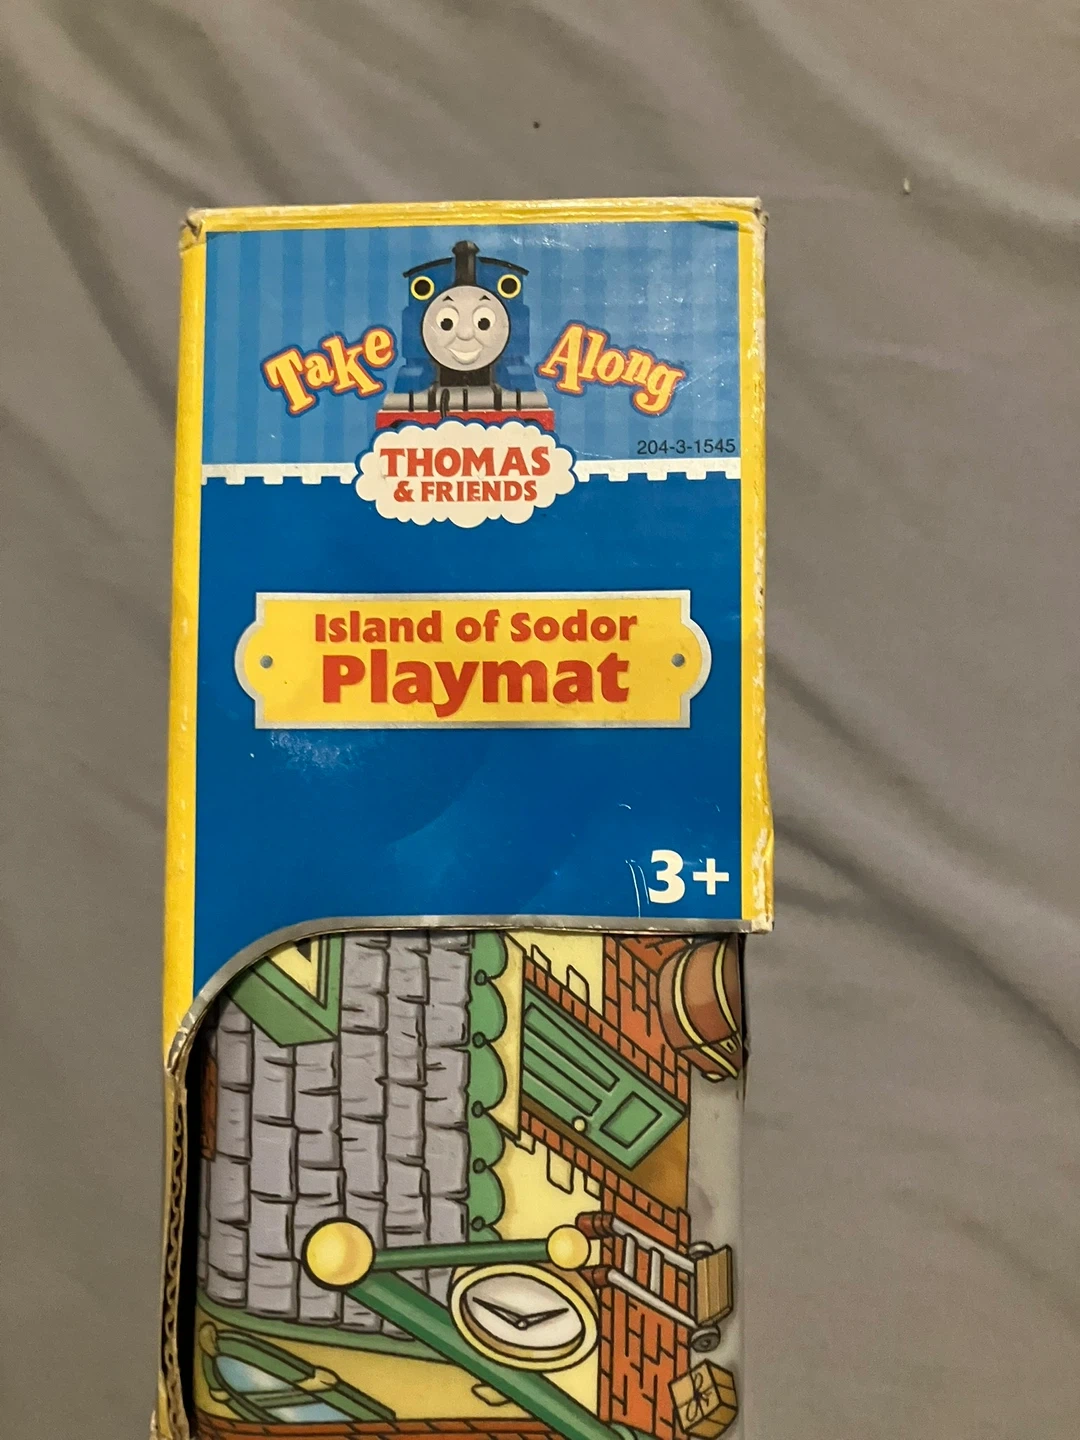 Take Along
204-3-1545
THOMAS
& FRIENDS
Island of Sodor
Playmat
3+